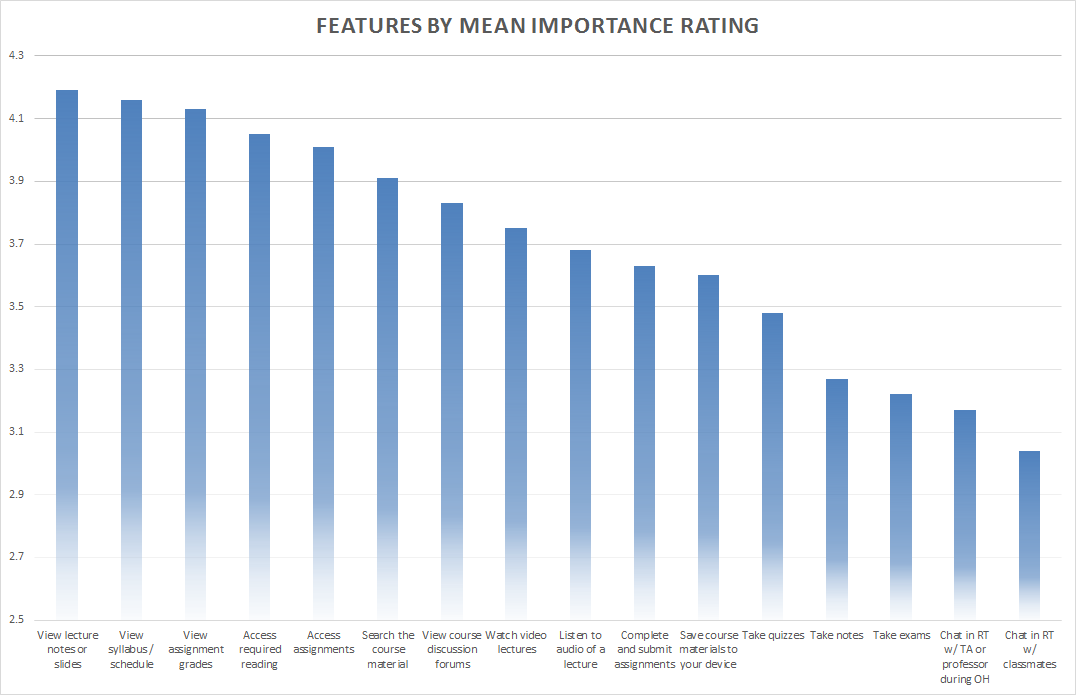 FEATURES BY MEAN IMPORTANCE RATING
4.3
4.1
3.9
3.7
3.5
3.3
3.1
2.9
2.7
2.5
View lecture
notes or
slides
View
syllabus /
schedule
View
assignment
grades
Access
required
reading
Access
assignments
Search the
course
material
View course
discussion
forums
Watch video
lectures
Listen to
audio of a
lecture
Complete
and submit
assignments
Save course
materials to
your device
Take quizzes
Take notes
Take exams
Chat in RT
w/ TA or
professor
during OH
Chat in RT
w/
classmates